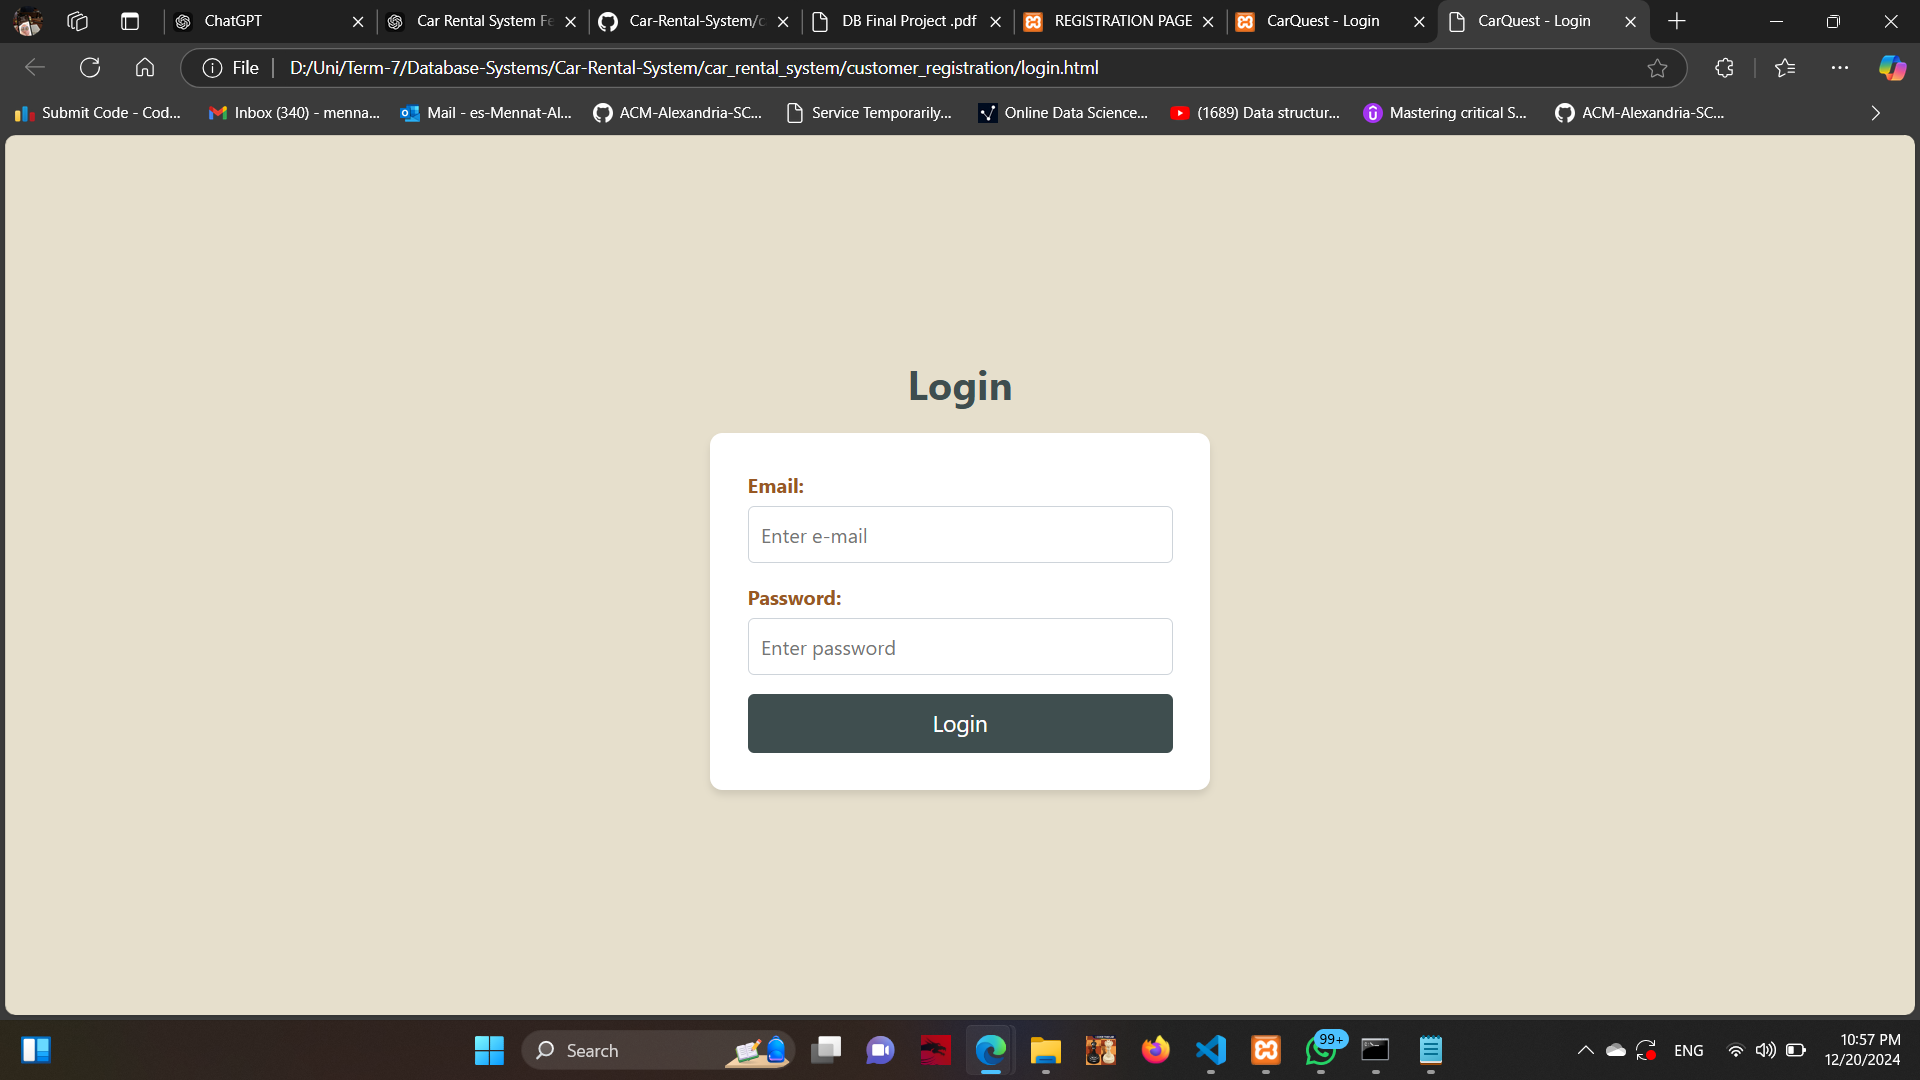 ChatGPT
Car Rental System Fe
Car-Rental-System/c
DB Final Project .pdf
REGISTRATION PAGE
CarQuest - Login
CarQuest - Login
File
D:/Uni/Term-7/Database-Systems/Car-Rental-System/car_rental_system/customer_registration/login.html
Submit Code - Cod...
Inbox (340) - menna...
Mail - es-Mennat-Al...
ACM-Alexandria-SC...
Service Temporarily...
Online Data Science...
(1689) Data structur...
Mastering critical S...
ACM-Alexandria-SC...
Login
Email:
Enter e-mail
Password:
Enter password
Login
Search
99+
ENG
10:57 PM
12/20/2024